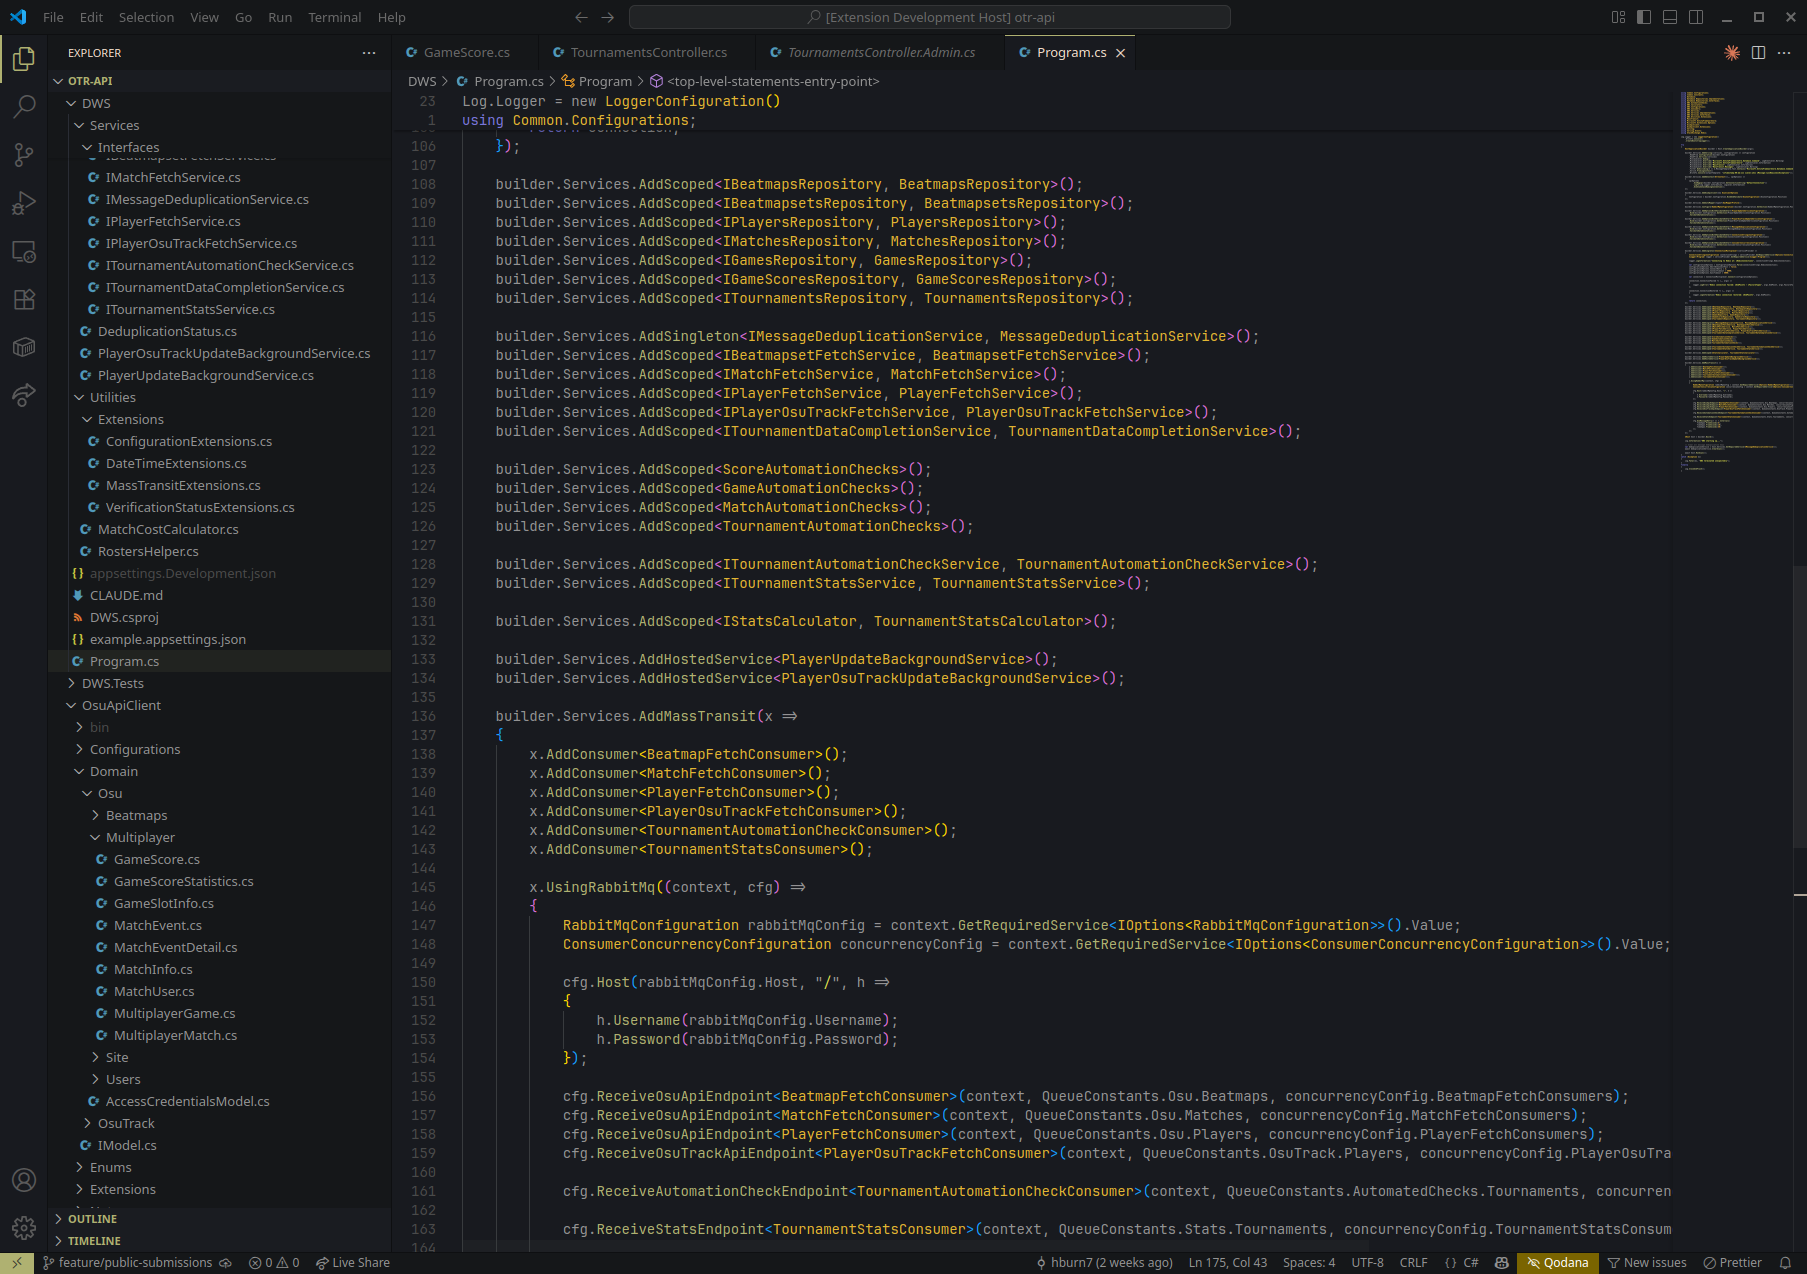 File Edit Selection View Go Run Terminal Help
[Extension Development Host] otr-api
EXPLORER
OTR-API
DWS
Services
Interfaces
IBeatmapsetFetchService.cs
IMatchFetchService.cs
IMessageDeduplicationService.cs
IPlayerFetchService.cs
IPlayerOsuTrackFetchService.cs
ITournamentAutomationCheckService.cs
ITournamentDataCompletionService.cs
ITournamentStatsService.cs
DeduplicationStatus.cs
PlayerOsuTrackUpdateBackgroundService.cs
PlayerUpdateBackgroundService.cs
Utilities
Extensions
ConfigurationExtensions.cs
DateTimeExtensions.cs
MassTransitExtensions.cs
VerificationStatusExtensions.cs
MatchCostCalculator.cs
RostersHelper.cs
{} appsettings.Development.json
CLAUDE.md
DWS.csproj
{} example.appsettings.json
Program.cs
DWS.Tests
OsuApiClient
bin
Configurations
Domain
Osu
Beatmaps
Multiplayer
GameScore.cs
GameScoreStatistics.cs
GameSlotInfo.cs
MatchEvent.cs
MatchEventDetail.cs
MatchInfo.cs
MatchUser.cs
MultiplayerGame.cs
MultiplayerMatch.cs
Site
Users
AccessCredentialsModel.cs
OsuTrack
IModel.cs
Enums
Extensions
OUTLINE
TIMELINE
GameScore.cs TournamentsController.cs TournamentsController.Admin.cs Program.cs
DWS > Program.cs > Program > <top-level-statements-entry-point>
23 Log.Logger = new LoggerConfiguration()
1 using Common.Configurations;
return connection;
106 });
107
108 builder.Services.AddScoped<IBeatmapsRepository, BeatmapsRepository>();
109 builder.Services.AddScoped<IBeatmapsetsRepository, BeatmapsetsRepository>();
110 builder.Services.AddScoped<IPlayersRepository, PlayersRepository>();
111 builder.Services.AddScoped<IMatchesRepository, MatchesRepository>();
112 builder.Services.AddScoped<IGamesRepository, GamesRepository>();
113 builder.Services.AddScoped<IGameScoresRepository, GameScoresRepository>();
114 builder.Services.AddScoped<ITournamentsRepository, TournamentsRepository>();
115
116 builder.Services.AddSingleton<IMessageDeduplicationService, MessageDeduplicationService>();
117 builder.Services.AddScoped<IBeatmapsetFetchService, BeatmapsetFetchService>();
118 builder.Services.AddScoped<IMatchFetchService, MatchFetchService>();
119 builder.Services.AddScoped<IPlayerFetchService, PlayerFetchService>();
120 builder.Services.AddScoped<IPlayerOsuTrackFetchService, PlayerOsuTrackFetchService>();
121 builder.Services.AddScoped<ITournamentDataCompletionService, TournamentDataCompletionService>();
122
123 builder.Services.AddScoped<ScoreAutomationChecks>();
124 builder.Services.AddScoped<GameAutomationChecks>();
125 builder.Services.AddScoped<MatchAutomationChecks>();
126 builder.Services.AddScoped<TournamentAutomationChecks>();
127
128 builder.Services.AddScoped<ITournamentAutomationCheckService, TournamentAutomationCheckService>();
129 builder.Services.AddScoped<ITournamentStatsService, TournamentStatsService>();
130
131 builder.Services.AddScoped<IStatsCalculator, TournamentStatsCalculator>();
132
133 builder.Services.AddHostedService<PlayerUpdateBackgroundService>();
134 builder.Services.AddHostedService<PlayerOsuTrackUpdateBackgroundService>();
135
136 builder.Services.AddMassTransit(x =>
137 {
138 x.AddConsumer<BeatmapFetchConsumer>();
139 x.AddConsumer<MatchFetchConsumer>();
140 x.AddConsumer<PlayerFetchConsumer>();
141 x.AddConsumer<PlayerOsuTrackFetchConsumer>();
142 x.AddConsumer<TournamentAutomationCheckConsumer>();
143 x.AddConsumer<TournamentStatsConsumer>();
144
145 x.UsingRabbitMq((context, cfg) =>
146 {
147 RabbitMqConfiguration rabbitMqConfig = context.GetRequiredService<IOptions<RabbitMqConfiguration>>().Value;
148 ConsumerConcurrencyConfiguration concurrencyConfig = context.GetRequiredService<IOptions<ConsumerConcurrencyConfiguration>>().Value;
149
150 cfg.Host(rabbitMqConfig.Host, "/", h =>
151 {
152 h.Username(rabbitMqConfig.Username);
153 h.Password(rabbitMqConfig.Password);
154 });
155
156 cfg.ReceiveOsuApiEndpoint<BeatmapFetchConsumer>(context, QueueConstants.Osu.Beatmaps, concurrencyConfig.BeatmapFetchConsumers);
157 cfg.ReceiveOsuApiEndpoint<MatchFetchConsumer>(context, QueueConstants.Osu.Matches, concurrencyConfig.MatchFetchConsumers);
158 cfg.ReceiveOsuApiEndpoint<PlayerFetchConsumer>(context, QueueConstants.Osu.Players, concurrencyConfig.PlayerFetchConsumers);
159 cfg.ReceiveOsuTrackApiEndpoint<PlayerOsuTrackFetchConsumer>(context, QueueConstants.OsuTrack.Players, concurrencyConfig.PlayerOsuTra
160
161 cfg.ReceiveAutomationCheckEndpoint<TournamentAutomationCheckConsumer>(context, QueueConstants.AutomatedChecks.Tournaments, concurren
162
163 cfg.ReceiveStatsEndpoint<TournamentStatsConsumer>(context, QueueConstants.Stats.Tournaments, concurrencyConfig.TournamentStatsConsum
164
feature/public-submissions 0 0 Live Share hburn7 (2 weeks ago) Ln 175, Col 43 Spaces: 4 UTF-8 CRLF {} C# Qodana New issues Prettier